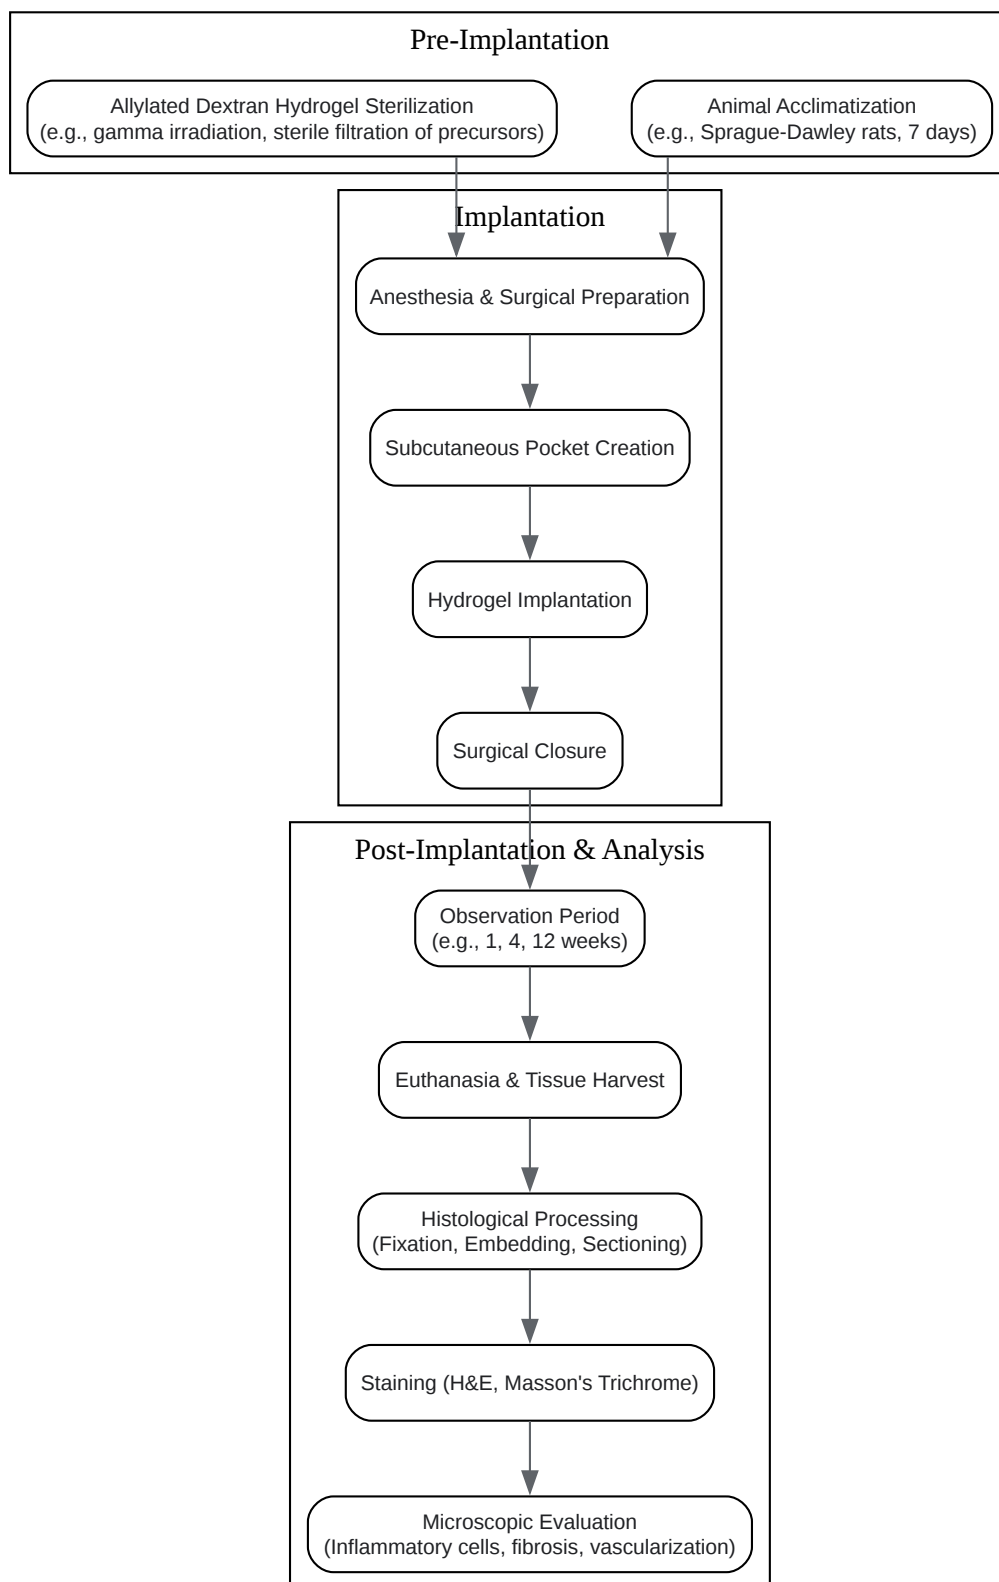 Pre-Implantation
Allylated Dextran Hydrogel Sterilization
(e.g., gamma irradiation, sterile filtration of precursors)
Animal Acclimatization
(e.g., Sprague-Dawley rats, 7 days)
Implantation
Anesthesia & Surgical Preparation
Subcutaneous Pocket Creation
Hydrogel Implantation
Surgical Closure
Post-Implantation & Analysis
Observation Period
(e.g., 1, 4, 12 weeks)
Euthanasia & Tissue Harvest
Histological Processing
(Fixation, Embedding, Sectioning)
Staining (H&E, Masson's Trichrome)
Microscopic Evaluation
(Inflammatory cells, fibrosis, vascularization)